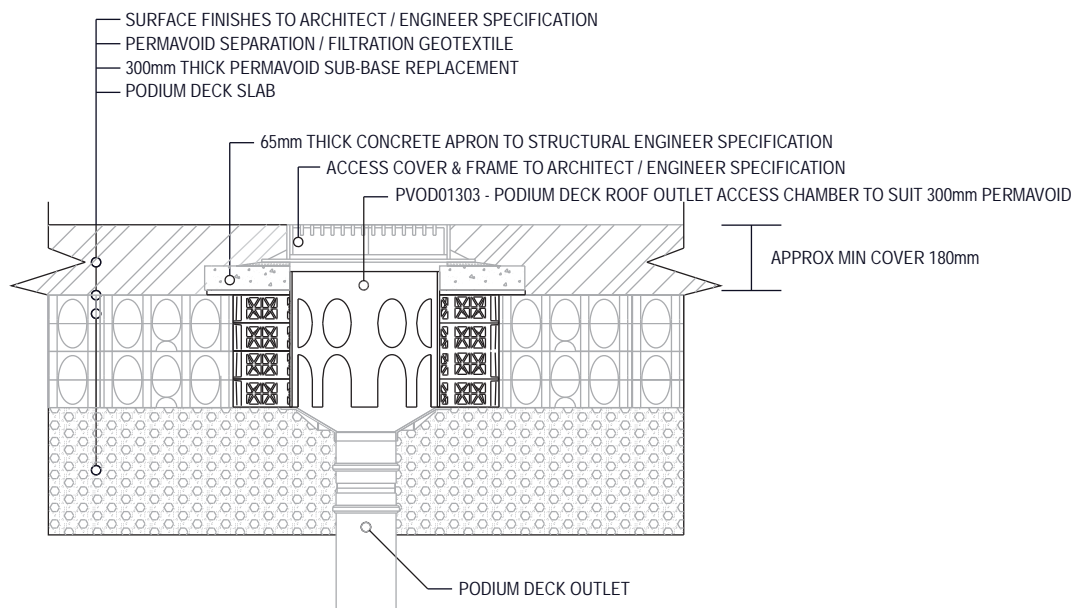 SURFACE FINISHES TO ARCHITECT / ENGINEER SPECIFICATION
PERMAVOID SEPARATION / FILTRATION GEOTEXTILE
300mm THICK PERMAVOID SUB-BASE REPLACEMENT
PODIUM DECK SLAB
65mm THICK CONCRETE APRON TO STRUCTURAL ENGINEER SPECIFICATION
ACCESS COVER & FRAME TO ARCHITECT / ENGINEER SPECIFICATION
PVOD01303 - PODIUM DECK ROOF OUTLET ACCESS CHAMBER TO SUIT 300mm PERMAVOID
APPROX MIN COVER 180mm
PODIUM DECK OUTLET